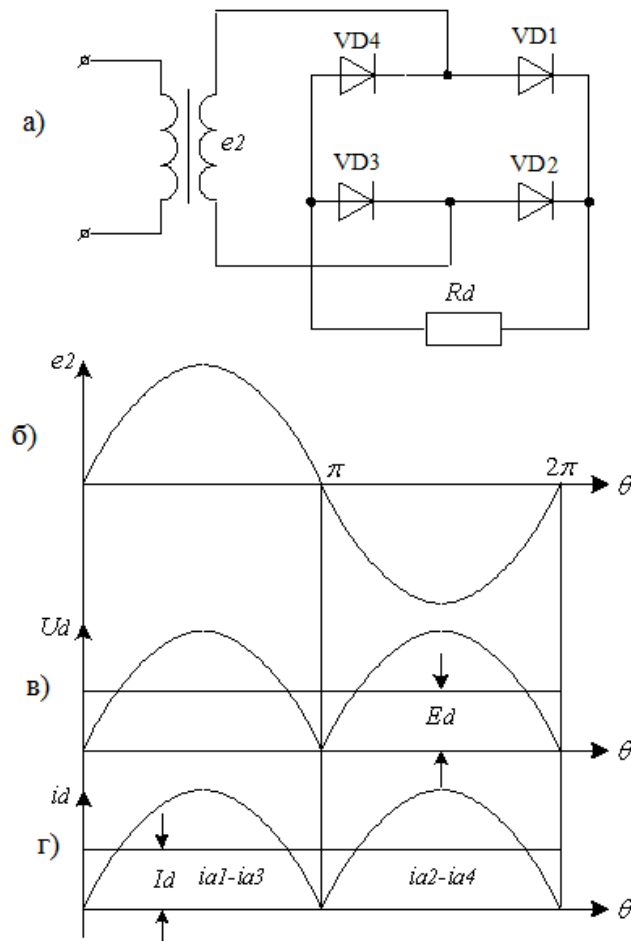 VD4 VD1
а)
e2
VD3 VD2
Rd
e2
б)
π 2π
θ
Ud
в)
Ed
θ
id
г)
Id ia1-ia3 ia2-ia4
θ